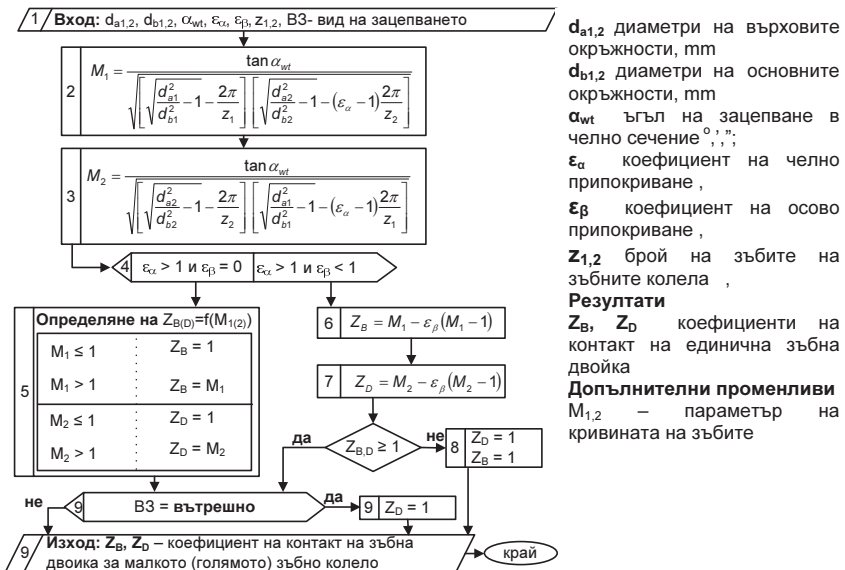 1 Вход: dа1,2, db1,2, αwt, εα, εβ, z1,2, ВЗ- вид на зацепването
2 M₁ = tan αwt / √[√(d²a1/d²b1 − 1) − 2π/z₁][√(d²a2/d²b2 − 1) − (εα − 1)2π/z₂]
3 M₂ = tan αwt / √[√(d²a2/d²b2 − 1) − 2π/z₂][√(d²a1/d²b1 − 1) − (εα − 1)2π/z₁]
4 εα > 1 и εβ = 0 εα > 1 и εβ < 1
5
Определяне на ZB(D)=f(M1(2))
M₁ ≤ 1 ZB = 1
M₁ > 1 ZB = M₁
M₂ ≤ 1 ZD = 1
M₂ > 1 ZD = M₂
6 ZB = M₁ − εβ(M₁ − 1)
7 ZD = M₂ − εβ(M₂ − 1)
да ZB,D ≥ 1 не
8 ZD = 1
ZB = 1
не 9 ВЗ = вътрешно да 9 ZD = 1
9 Изход: ZB, ZD – коефициент на контакт на зъбна
двоика за малкото (голямото) зъбно колело
край
da1,2 диаметри на върховите
окръжности, mm
db1,2 диаметри на основните
окръжности, mm
αwt ъгъл на зацепване в
челно сечение º,′,″;
εα коефициент на челно
припокриване ,
εβ коефициент на осово
припокриване ,
z1,2 брой на зъбите на
зъбните колела ,
Резултати
ZB, ZD коефициенти на
контакт на единична зъбна
двойка
Допълнителни променливи
M1,2 – параметър на
кривината на зъбите